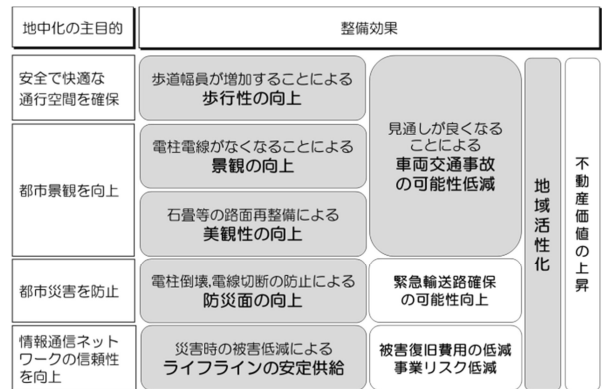 地中化の主目的
整備効果
安全で快適な
通行空間を確保
歩道幅員が増加することによる
歩行性の向上
見通しが良くなる
ことによる
車両交通事故
の可能性低減
地域活性化
不動産価値の上昇
都市景観を向上
電柱電線がなくなることによる
景観の向上
石畳等の路面再整備による
美観性の向上
都市災害を防止
電柱倒壊,電線切断の防止による
防災面の向上
緊急輸送路確保
の可能性向上
情報通信ネット
ワークの信頼性
を向上
災害時の被害低減による
ライフラインの安定供給
被害復旧費用の低減
事業リスク低減